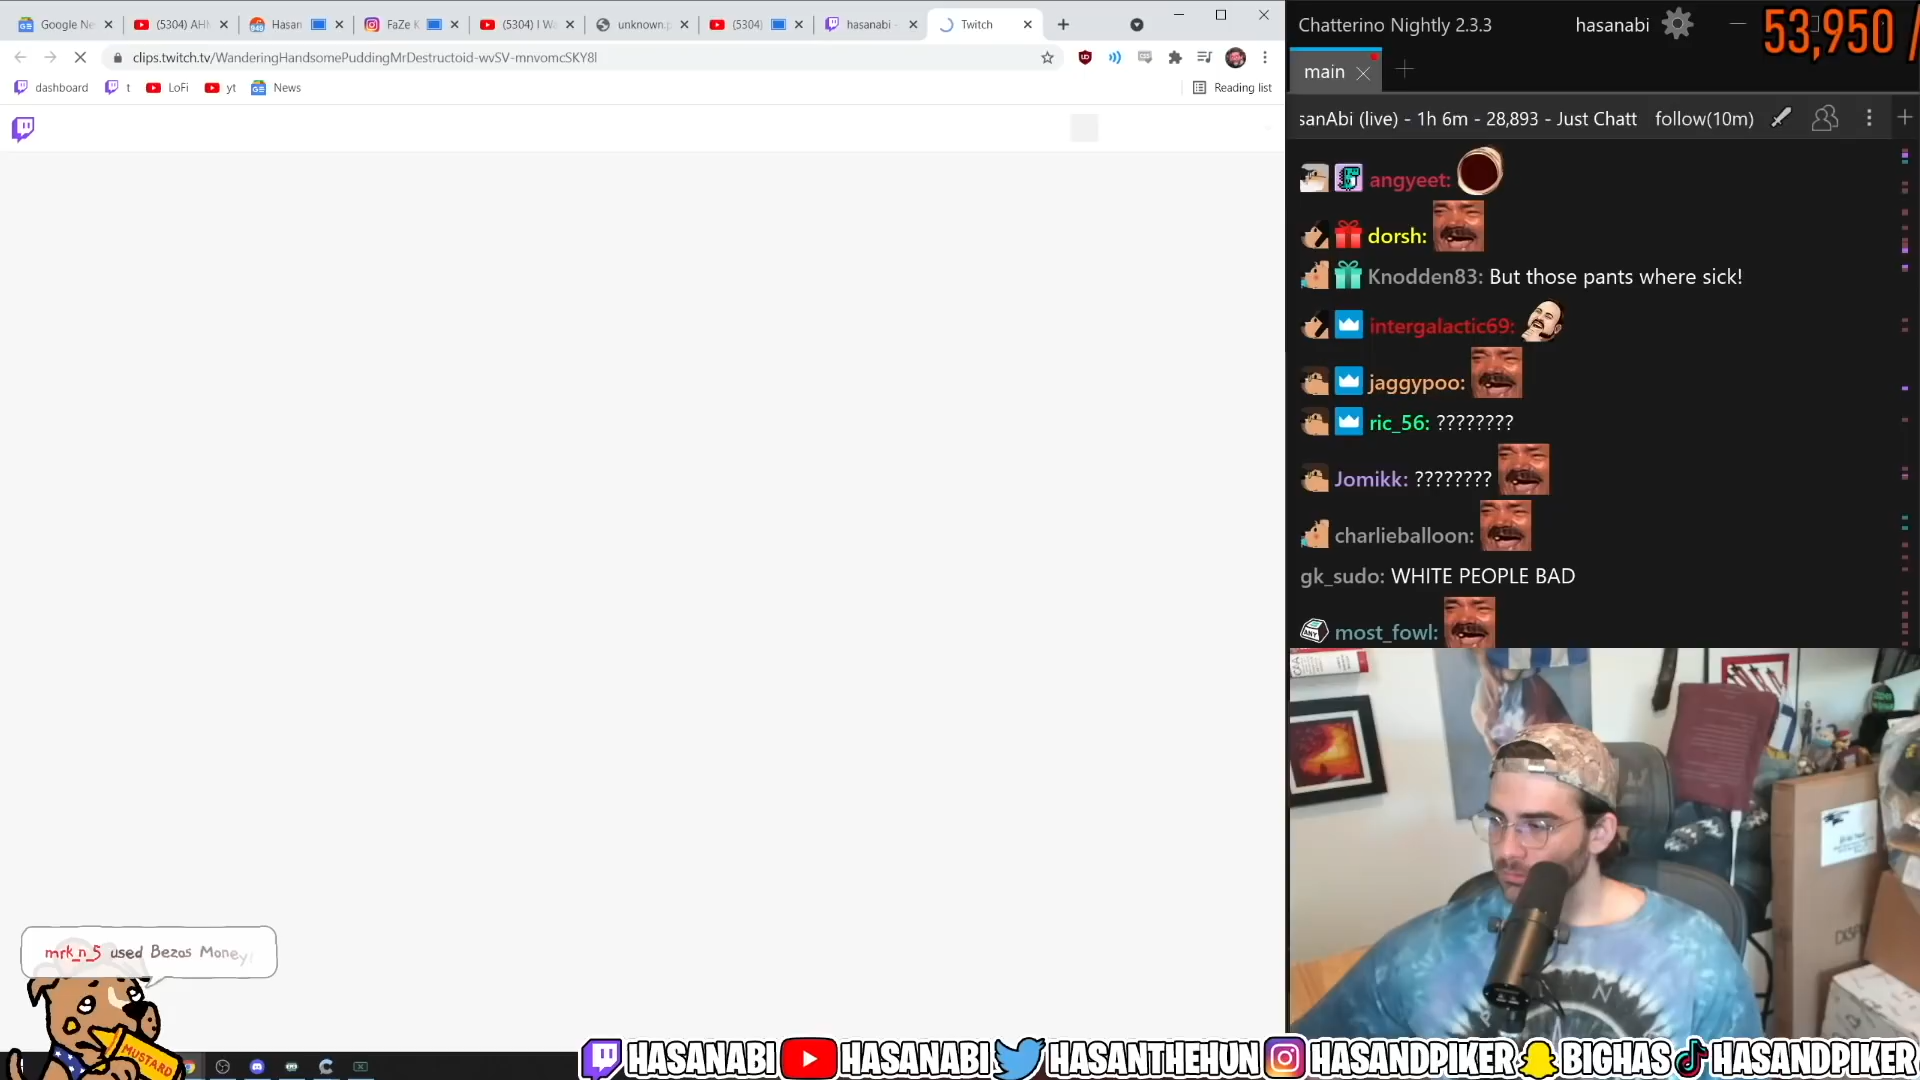 Google Ne
(5304) AH
Hasan
FaZe K
(5304) I Wa
unknown.p
(5304)
hasanabi -
Twitch
clips.twitch.tv/WanderingHandsomePuddingMrDestructoid-wvSV-mnvomcSKY8l
dashboard
t
LoFi
yt
News
Reading list
mrk_n_5 used Bezos Money
MUSTARD
Chatterino Nightly 2.3.3
hasanabi
53,950 /
main
sanAbi (live) - 1h 6m - 28,893 - Just Chatt
follow(10m)
angyeet:
dorsh:
Knodden83: But those pants where sick!
intergalactic69:
jaggypoo:
ric_56: ????????
Jomikk: ????????
charlieballoon:
gk_sudo: WHITE PEOPLE BAD
most_fowl:
HASANABI HASANABI HASANTHEHUN HASANDPIKER BIGHAS HASANDPIKER